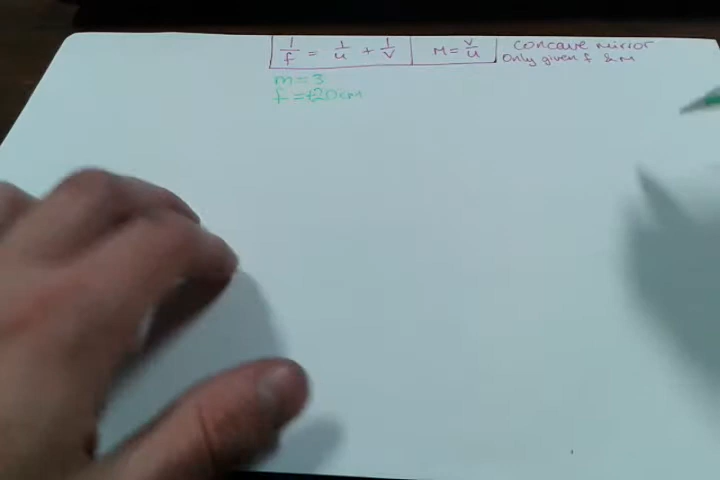 1/f = 1/u + 1/v M = v/u concave mirror
Only given f & M
m = 3
f = +20cm